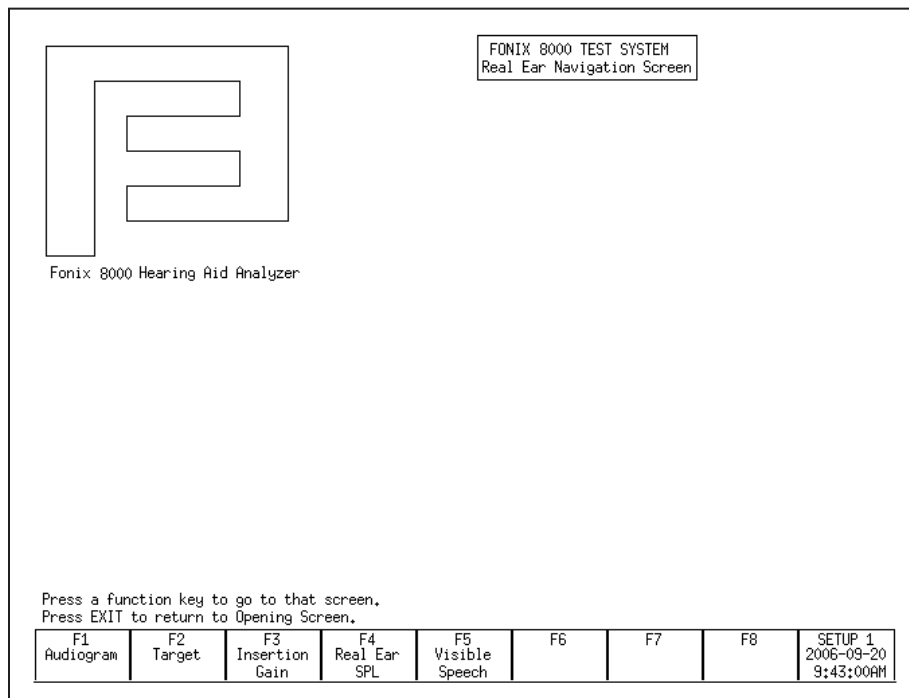 FONIX 8000 TEST SYSTEM
Real Ear Navigation Screen
Fonix 8000 Hearing Aid Analyzer
Press a function key to go to that screen.
Press EXIT to return to Opening Screen.
F1 F2 F3 F4 F5 F6 F7 F8 SETUP 1
Audiogram Target Insertion Real Ear Visible 2006-09-20
Gain SPL Speech 9:43:00AM